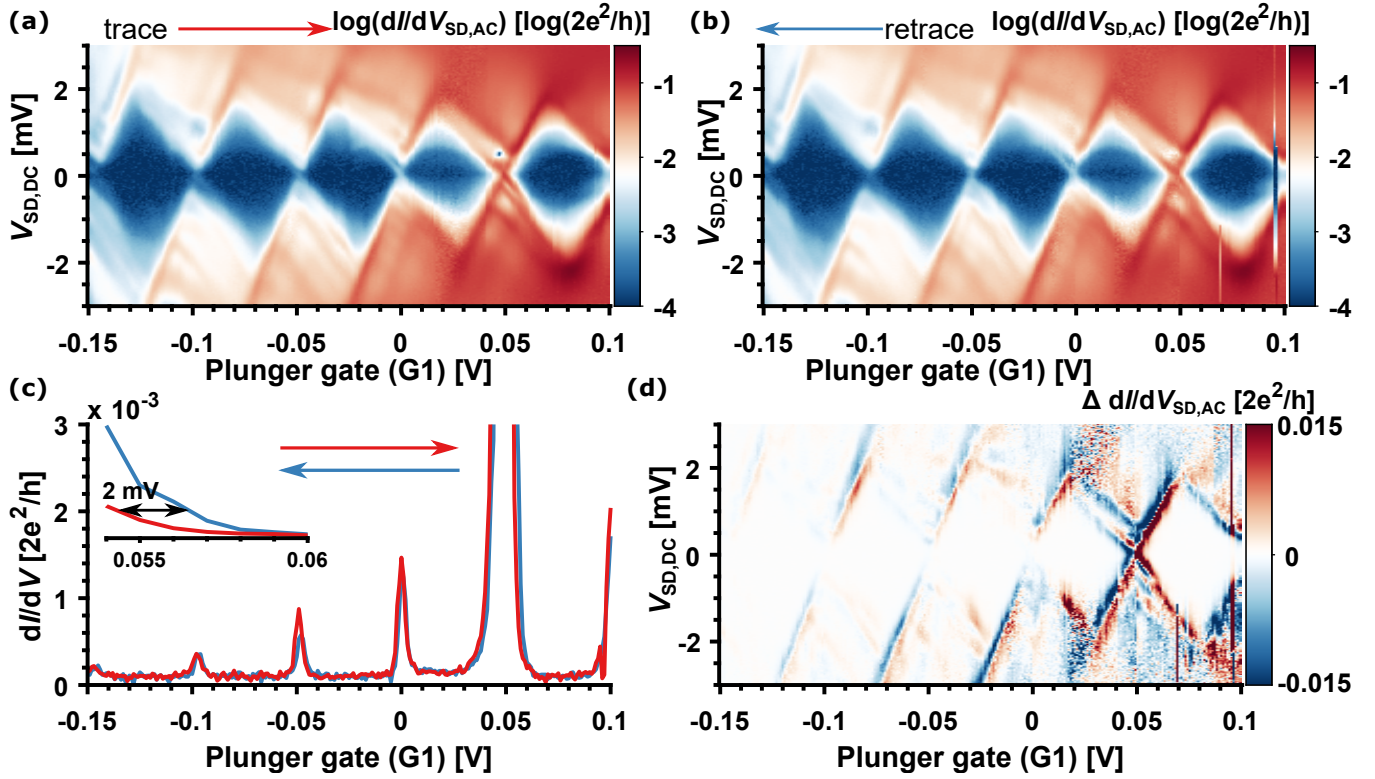 (a) trace log(dI/dV_SD,AC) [log(2e²/h)]
2
0
-2
V_SD,DC [mV]
-1
-2
-3
-4
-0.15 -0.1 -0.05 0 0.05 0.1
Plunger gate (G1) [V]
(b) retrace log(dI/dV_SD,AC) [log(2e²/h)]
2
0
-2
V_SD,DC [mV]
-1
-2
-3
-4
-0.15 -0.1 -0.05 0 0.05 0.1
Plunger gate (G1) [V]
(c)
x 10⁻³
3
2
1
0
dI/dV [2e²/h]
2 mV
0.055 0.06
-0.15 -0.1 -0.05 0 0.05 0.1
Plunger gate (G1) [V]
(d) Δ dI/dV_SD,AC [2e²/h]
2
0
-2
V_SD,DC [mV]
0.015
0
-0.015
-0.15 -0.1 -0.05 0 0.05 0.1
Plunger gate (G1) [V]